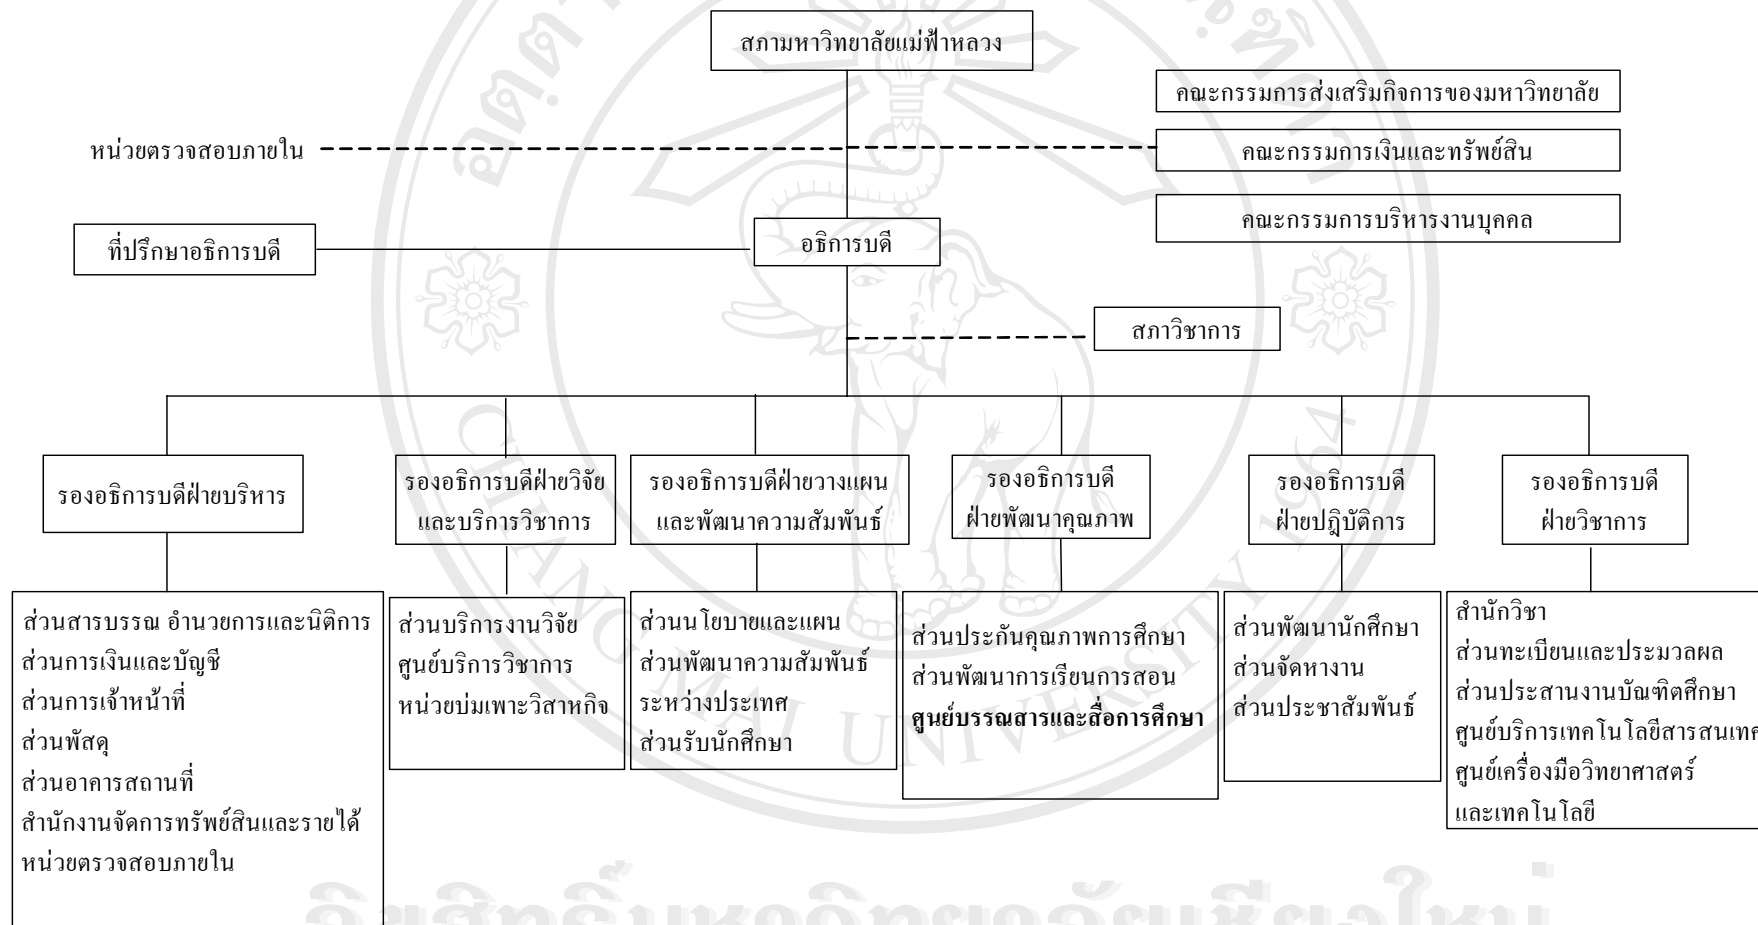 สภามหาวิทยาลัยแม่ฟ้าหลวง
คณะกรรมการส่งเสริมกิจการของมหาวิทยาลัย
หน่วยตรวจสอบภายใน
คณะกรรมการเงินและทรัพย์สิน
คณะกรรมการบริหารงานบุคคล
ที่ปรึกษาอธิการบดี
อธิการบดี
สภาวิชาการ
รองอธิการบดีฝ่ายบริหาร
รองอธิการบดีฝ่ายวิจัย
และบริการวิชาการ
รองอธิการบดีฝ่ายวางแผน
และพัฒนาความสัมพันธ์
รองอธิการบดี
ฝ่ายพัฒนาคุณภาพ
รองอธิการบดี
ฝ่ายปฎิบัติการ
รองอธิการบดี
ฝ่ายวิชาการ
ส่วนสารบรรณ อำนวยการและนิติการ
ส่วนการเงินและบัญชี
ส่วนการเจ้าหน้าที่
ส่วนพัสดุ
ส่วนอาคารสถานที่
สำนักงานจัดการทรัพย์สินและรายได้
หน่วยตรวจสอบภายใน
ส่วนบริการงานวิจัย
ศูนย์บริการวิชาการ
หน่วยบ่มเพาะวิสาหกิจ
ส่วนนโยบายและแผน
ส่วนพัฒนาความสัมพันธ์
ระหว่างประเทศ
ส่วนรับนักศึกษา
ส่วนประกันคุณภาพการศึกษา
ส่วนพัฒนาการเรียนการสอน
ศูนย์บรรณสารและสื่อการศึกษา
ส่วนพัฒนานักศึกษา
ส่วนจัดหางาน
ส่วนประชาสัมพันธ์
สำนักวิชา
ส่วนทะเบียนและประมวลผล
ส่วนประสานงานบัณฑิตศึกษา
ศูนย์บริการเทคโนโลยีสารสนเทศ
ศูนย์เครื่องมือวิทยาศาสตร์
และเทคโนโลยี
CHIANG MAI UNIVERSITY 1964